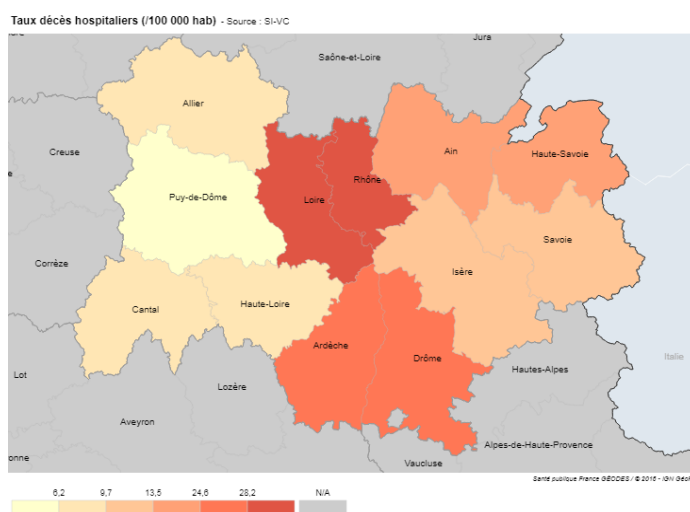 Taux décès hospitaliers (/100 000 hab) - Source : SI-VC
Jura
Saône-et-Loire
Allier
Creuse
Ain
Haute-Savoie
Rhône
Puy-de-Dôme
Loire
Savoie
Corrèze
Isère
Haute-Loire
Cantal
Ardèche
Drôme
Italie
Hautes-Alpes
Lot
Lozère
Aveyron
Alpes-de-Haute-Provence
onne
Vaucluse
Santé publique France GÉODES / © 2016 - IGN Géof
6,2 9,7 13,5 24,6 28,2 N/A